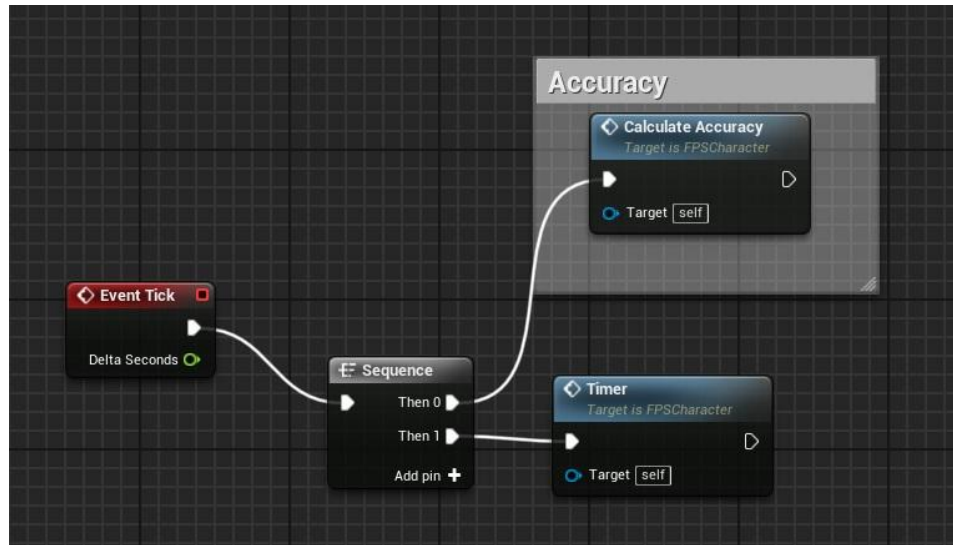 Accuracy
Calculate Accuracy
Target is FPSCharacter
Target self
Event Tick
Delta Seconds
Sequence
Then 0
Then 1
Add pin
Timer
Target is FPSCharacter
Target self